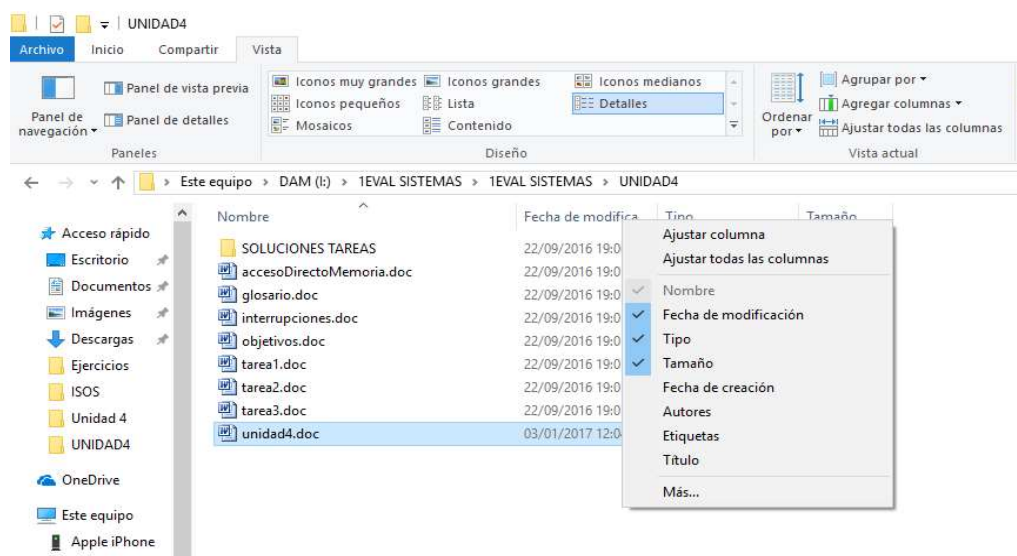 UNIDAD4
Archivo Inicio Compartir Vista
Panel de navegación
Panel de vista previa
Panel de detalles
Paneles
Iconos muy grandes Iconos grandes Iconos medianos
Iconos pequeños Lista Detalles
Mosaicos Contenido
Diseño
Ordenar por
Agrupar por
Agregar columnas
Ajustar todas las columnas
Vista actual
Este equipo > DAM (I:) > 1EVAL SISTEMAS > 1EVAL SISTEMAS > UNIDAD4
Acceso rápido
Escritorio
Documentos
Imágenes
Descargas
Ejercicios
ISOS
Unidad 4
UNIDAD4
OneDrive
Este equipo
Apple iPhone
Nombre Fecha de modifica Tipo Tamaño
SOLUCIONES TAREAS 22/09/2016 19:0
accesoDirectoMemoria.doc 22/09/2016 19:0
glosario.doc 22/09/2016 19:0
interrupciones.doc 22/09/2016 19:0
objetivos.doc 22/09/2016 19:0
tarea1.doc 22/09/2016 19:0
tarea2.doc 22/09/2016 19:0
tarea3.doc 22/09/2016 19:0
unidad4.doc 03/01/2017 12:0
Ajustar columna
Ajustar todas las columnas
Nombre
Fecha de modificación
Tipo
Tamaño
Fecha de creación
Autores
Etiquetas
Título
Más...